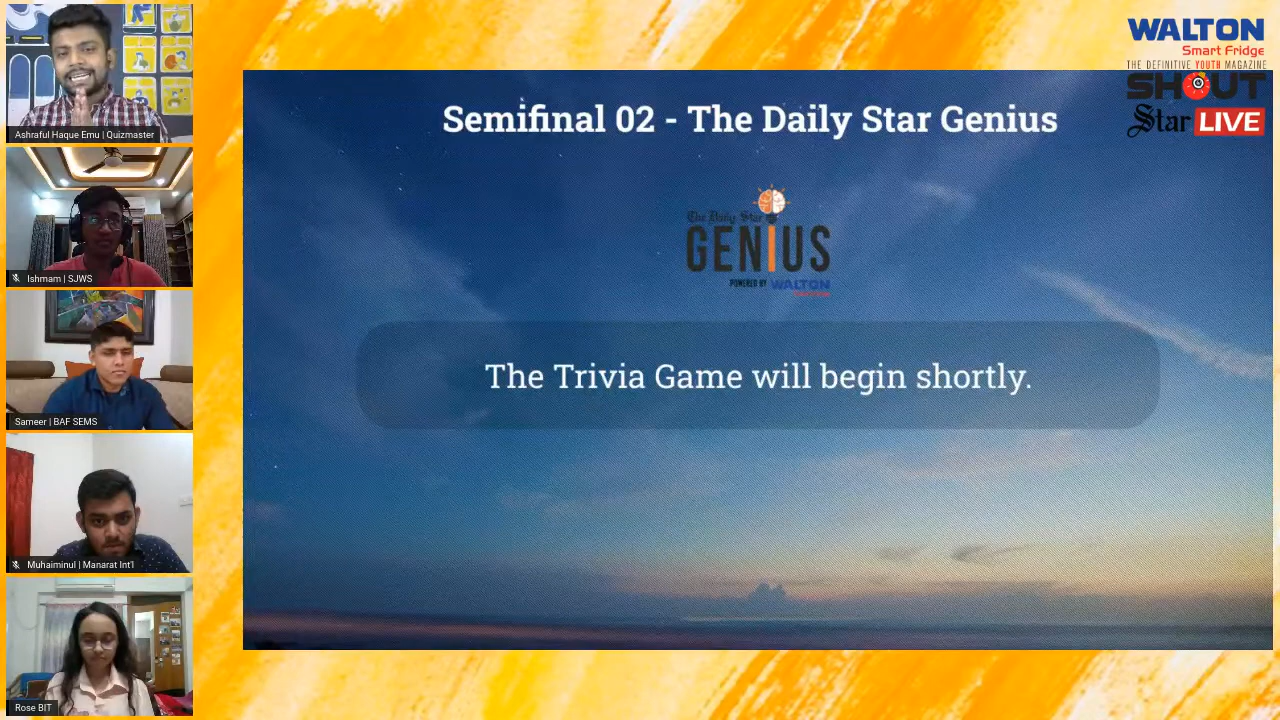 Ashraful Haque Emu | Quizmaster
Ishmam | SJWS
Sameer | BAF SEMS
Muhaiminul | Manarat Int'l
Rose BIT
Semifinal 02 - The Daily Star Genius
The Daily Star
GENIUS
POWERED BY WALTON
The Trivia Game will begin shortly.
WALTON
Smart Fridge
THE DEFINITIVE YOUTH MAGAZINE
SHOUT
Star LIVE